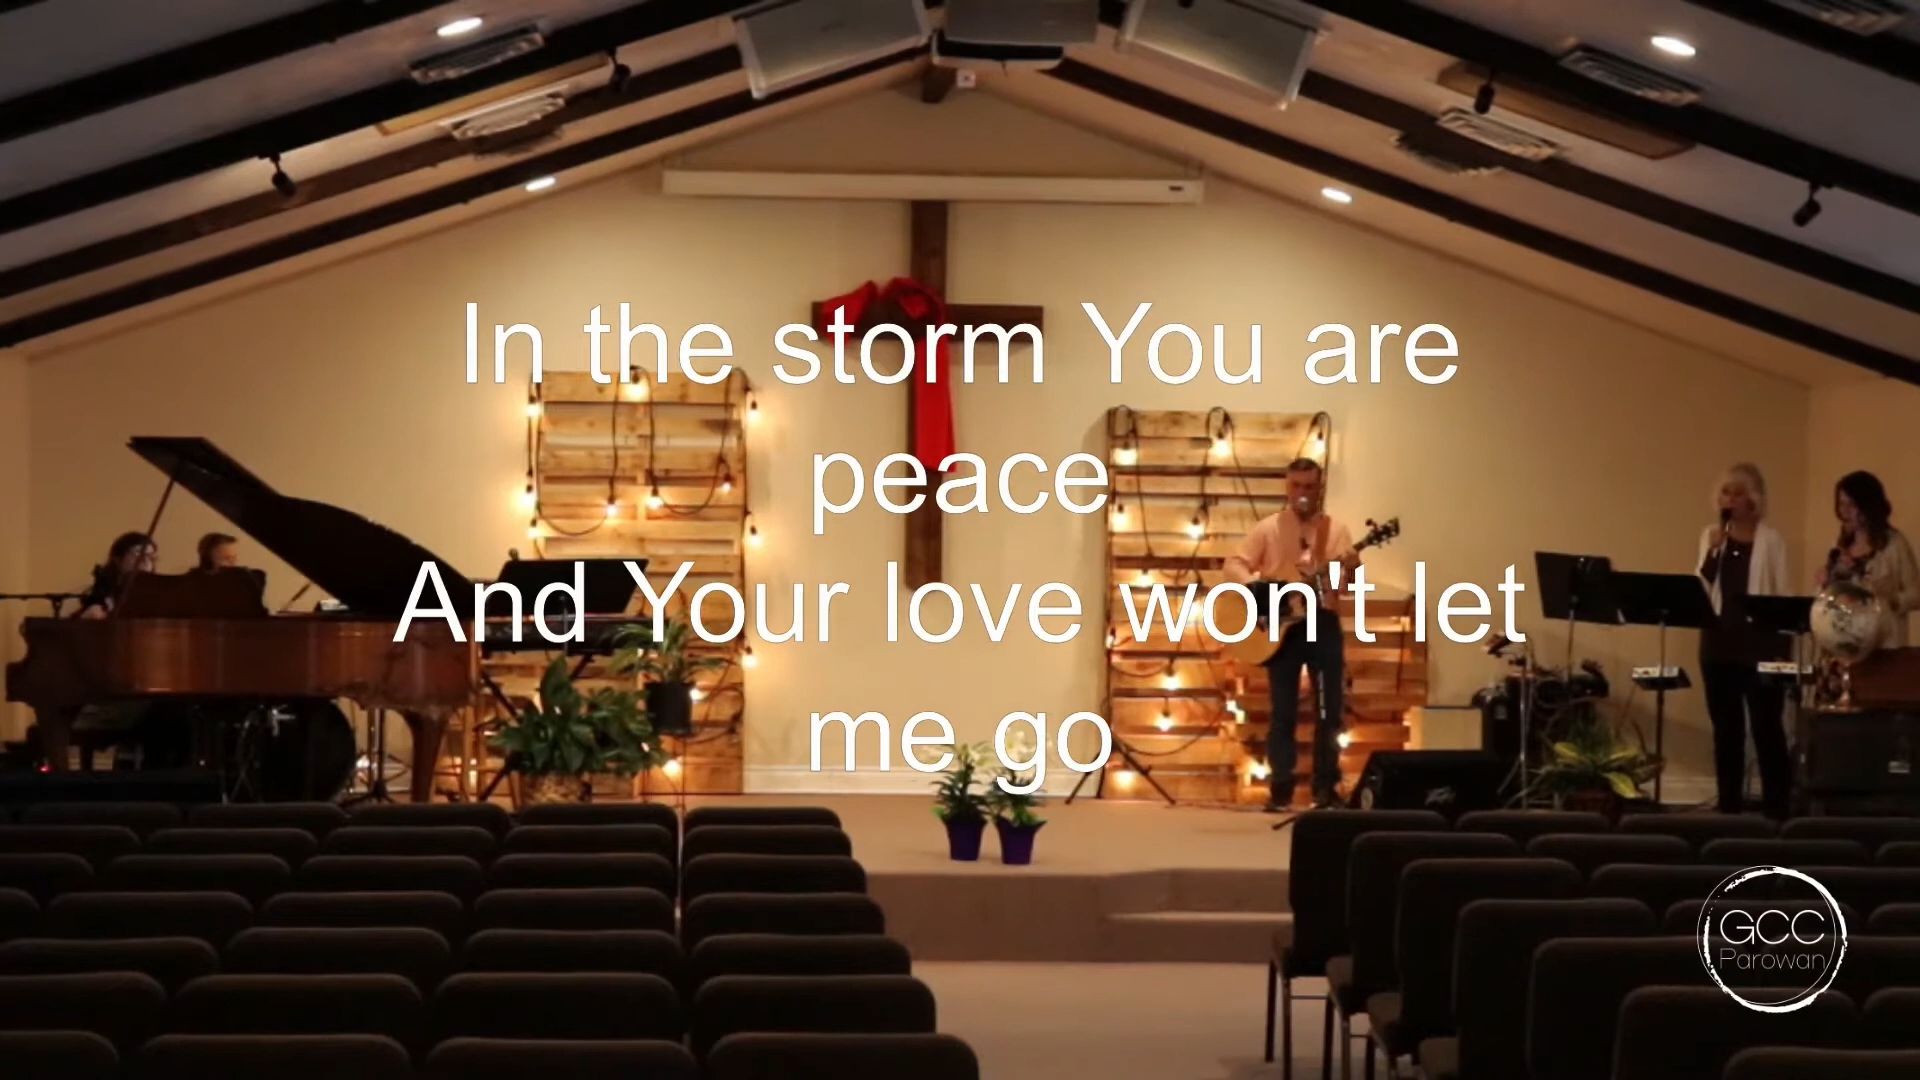 In the storm You are
peace
And Your love won't let
me go
GCC
Parowan